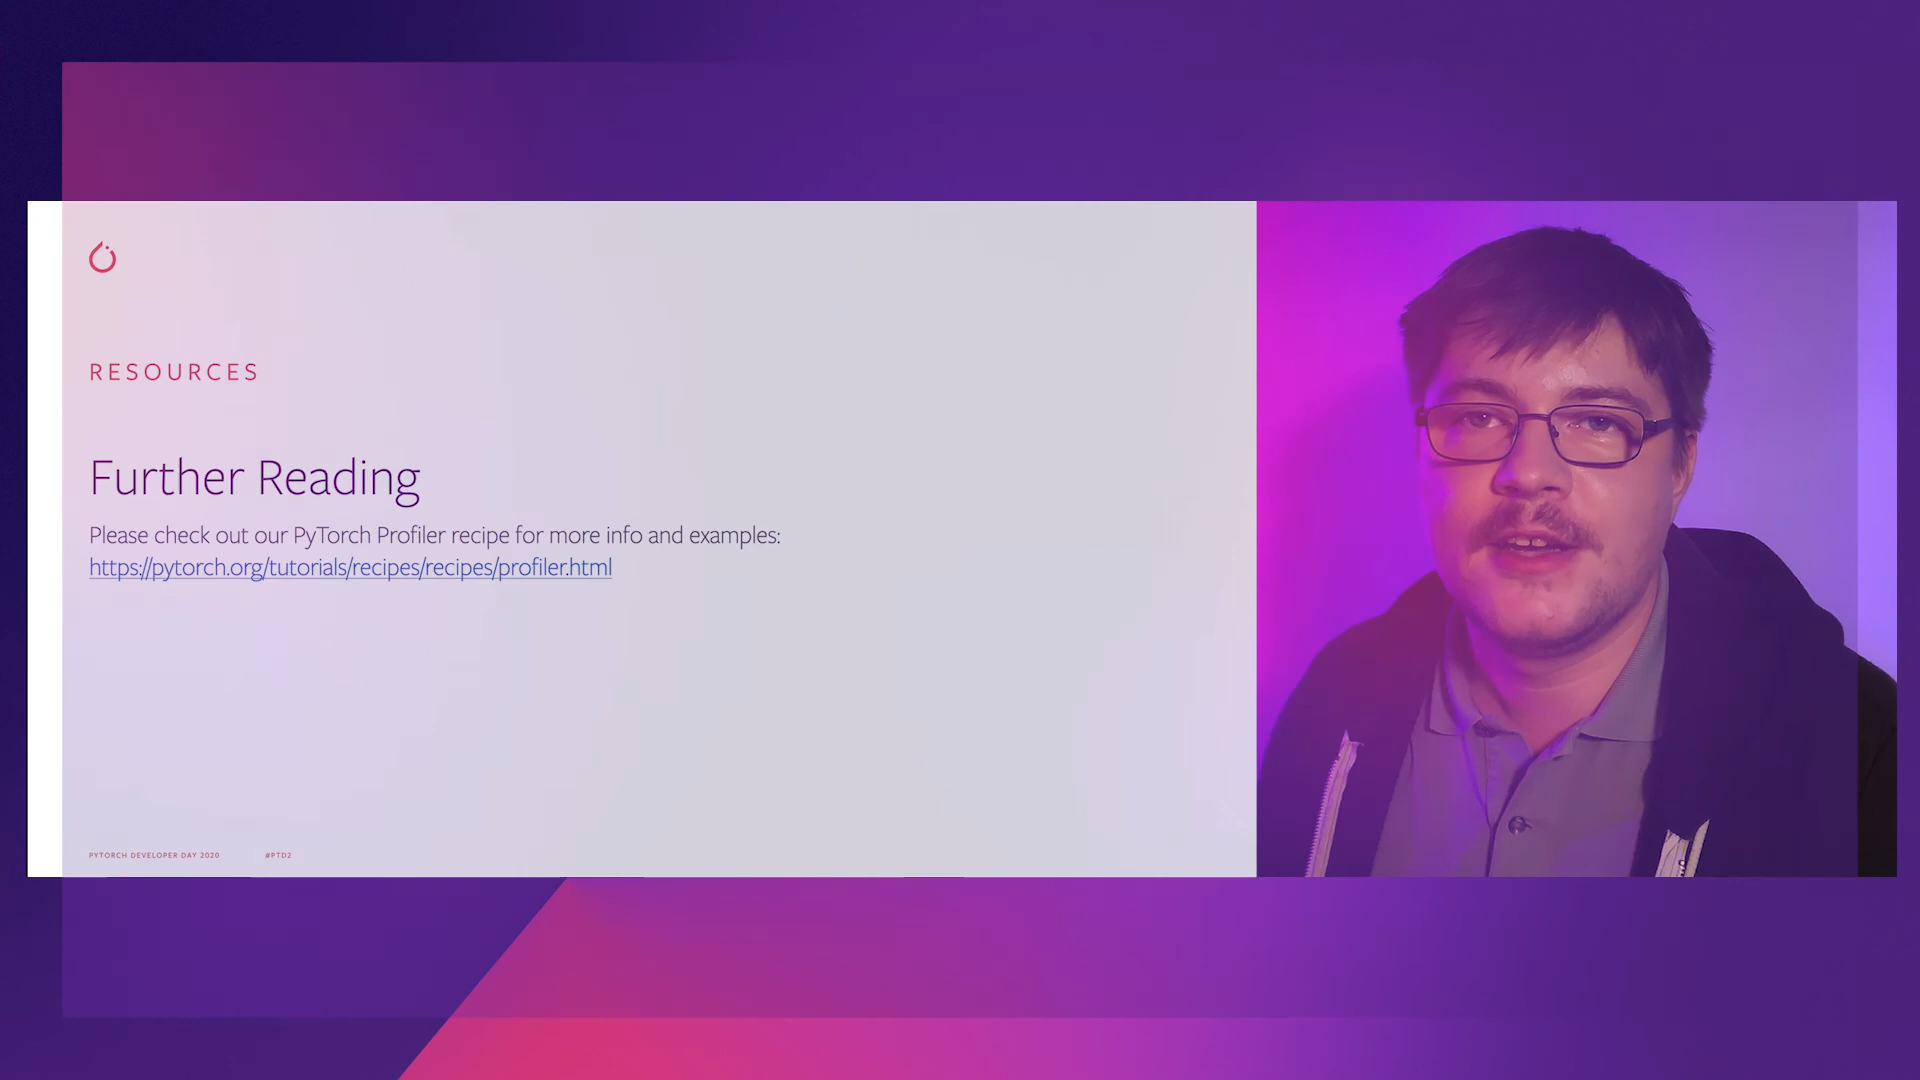 RESOURCES
Further Reading
Please check out our PyTorch Profiler recipe for more info and examples:
https://pytorch.org/tutorials/recipes/recipes/profiler.html
PYTORCH DEVELOPER DAY 2020 #PTD2